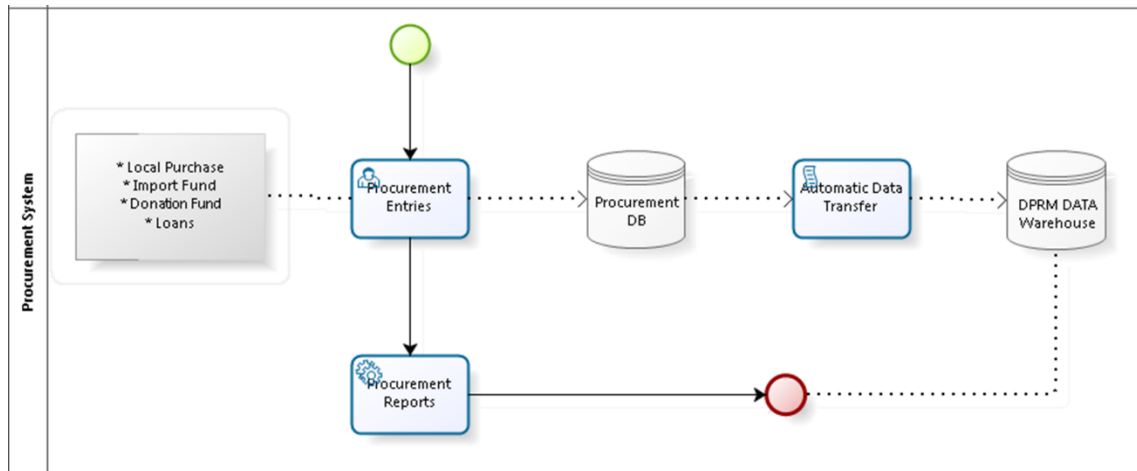 Procurement System
* Local Purchase
* Import Fund
* Donation Fund
* Loans
Procurement
Entries
Procurement
DB
Automatic Data
Transfer
DPRM DATA
Warehouse
Procurement
Reports